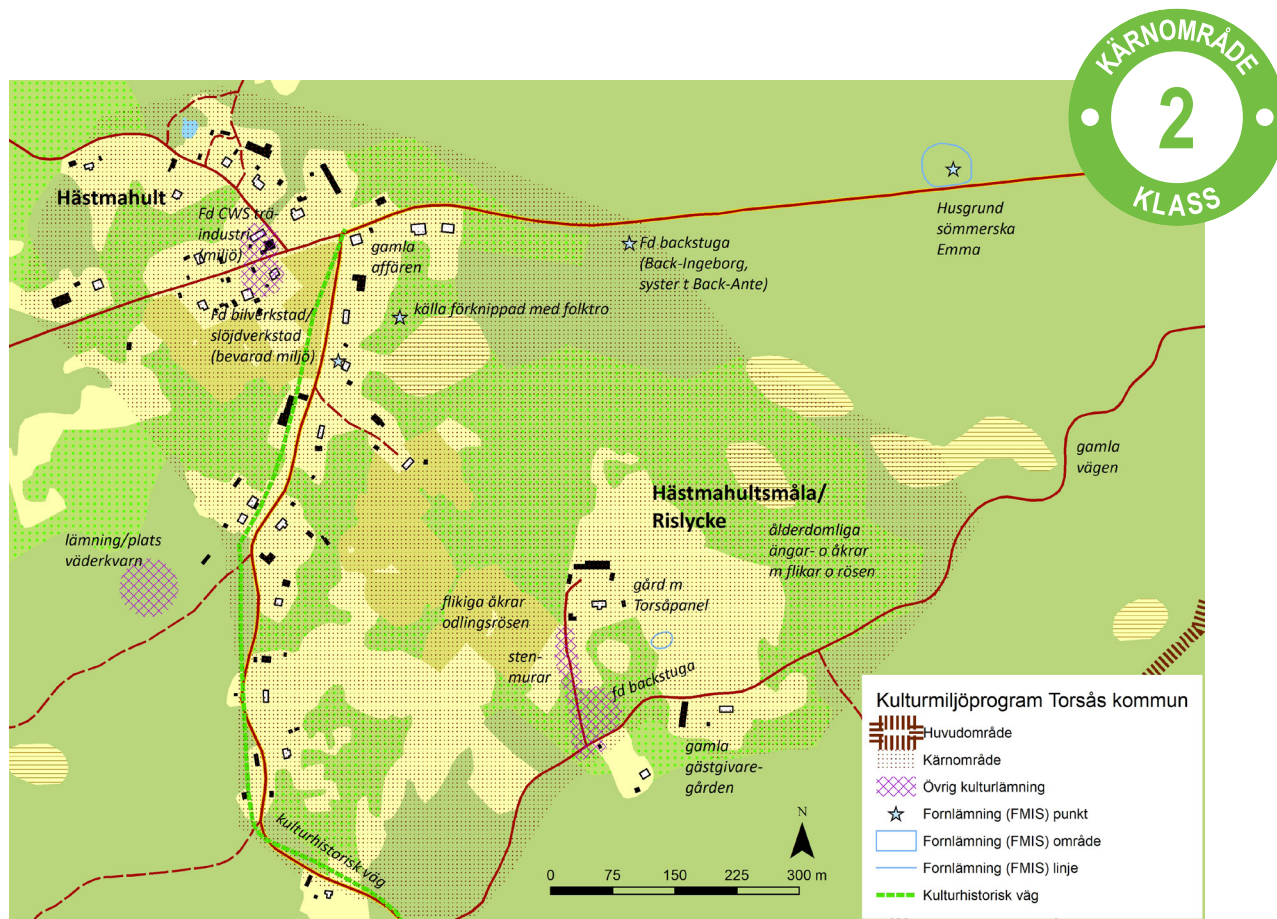 KÄRNOMRÅDE
2
KLASS
Hästmahult
Fd CWS trä-
industri
(miljö)
gamla
affären
Fd backstuga
(Back-Ingeborg,
syster t Back-Ante)
Husgrund
sömmerska
Emma
källa förknippad med folktro
Fd bilverkstad/
slöjdverkstad
(bevarad miljö)
gamla
vägen
Hästmahultsmåla/
Rislycke
ålderdomliga
ängar- o åkrar
m flikar o rösen
lämning/plats
väderkvarn
gård m
Torsåpanel
flikiga åkrar
odlingsrösen
sten-
murar
fd backstuga
gamla
gästgivare-
gården
kulturhistorisk väg
N
0 75 150 225 300 m
Kulturmiljöprogram Torsås kommun
Huvudområde
Kärnområde
Övrig kulturlämning
Fornlämning (FMIS) punkt
Fornlämning (FMIS) område
Fornlämning (FMIS) linje
Kulturhistorisk väg